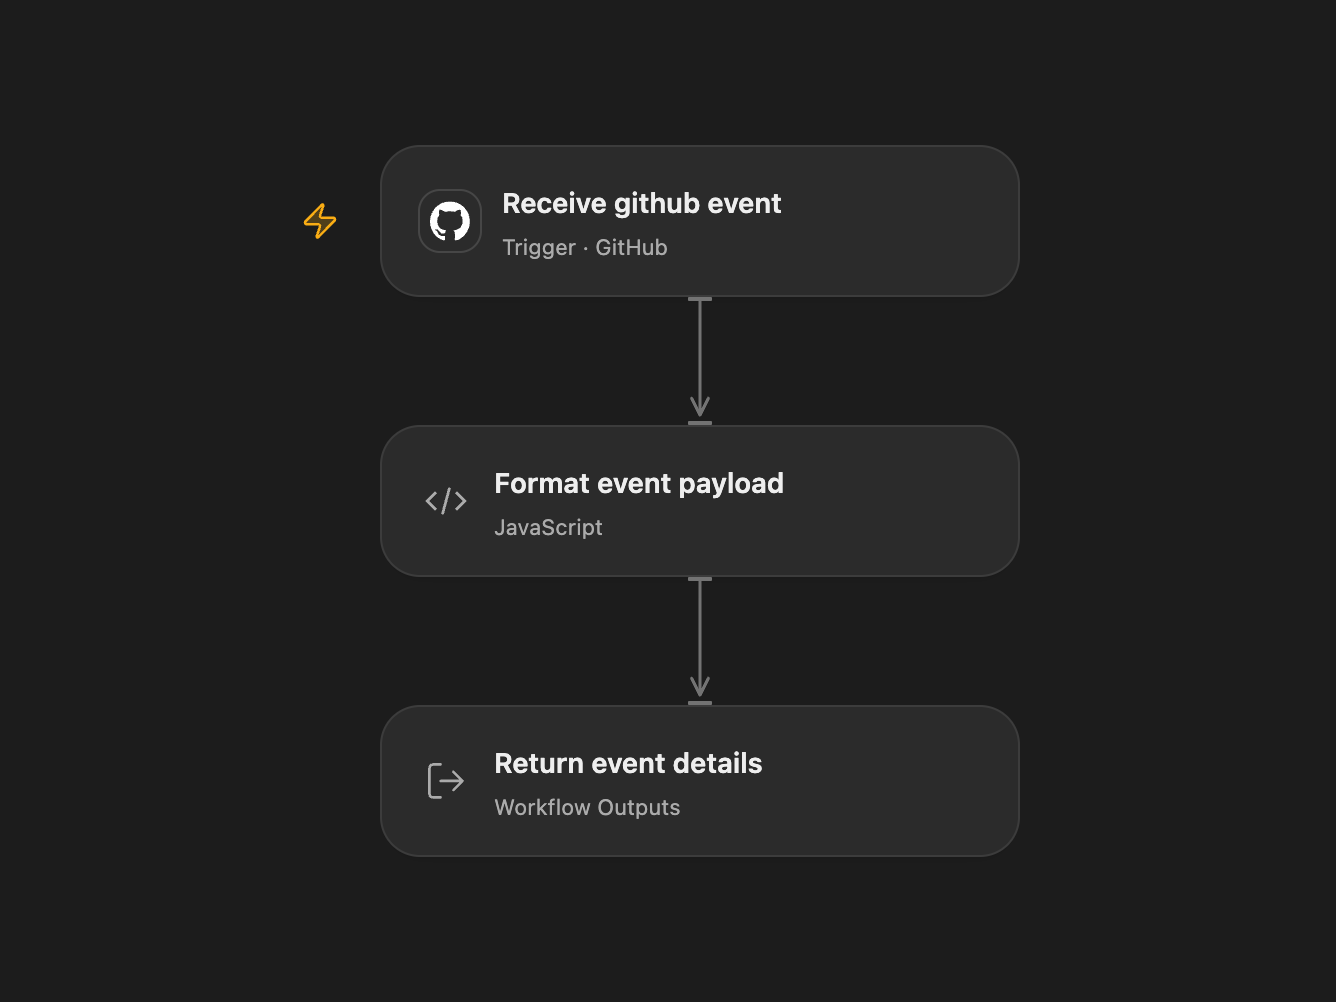 Receive github event
Trigger · GitHub
Format event payload
JavaScript
Return event details
Workflow Outputs